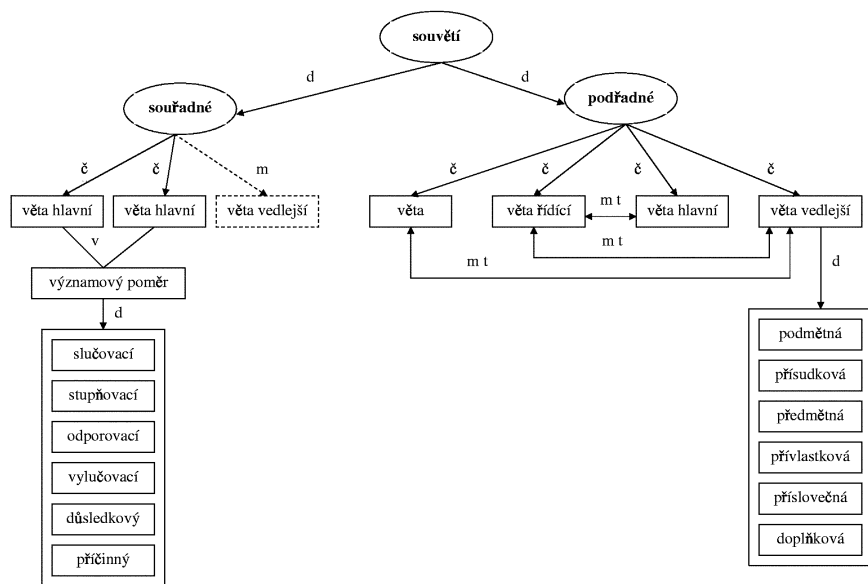 souvětí
d
d
souřadné
podřadné
č
č
m
č
č
č
č
věta hlavní
věta hlavní
věta vedlejší
věta
věta řídící
m t
věta hlavní
věta vedlejší
v
m t
m t
d
významový poměr
d
slučovací
stupňovací
odporovací
vylučovací
důsledkový
příčinný
podmětná
přísudková
předmětná
přívlastková
příslovečná
doplňková